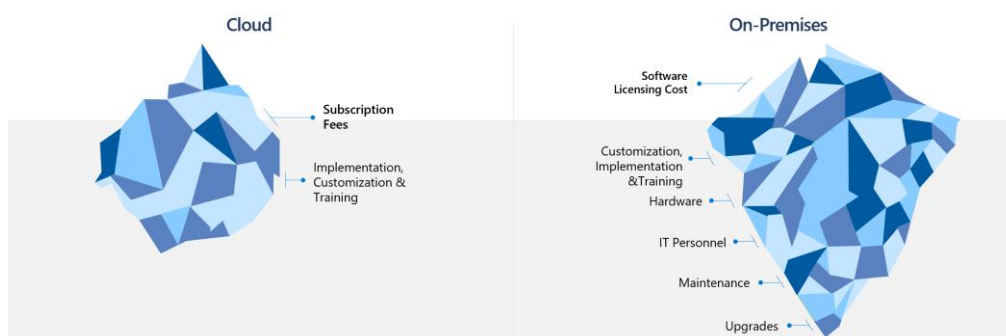 Cloud
Subscription
Fees
Implementation,
Customization &
Training
On-Premises
Software
Licensing Cost
Customization,
Implementation
&Training
Hardware
IT Personnel
Maintenance
Upgrades